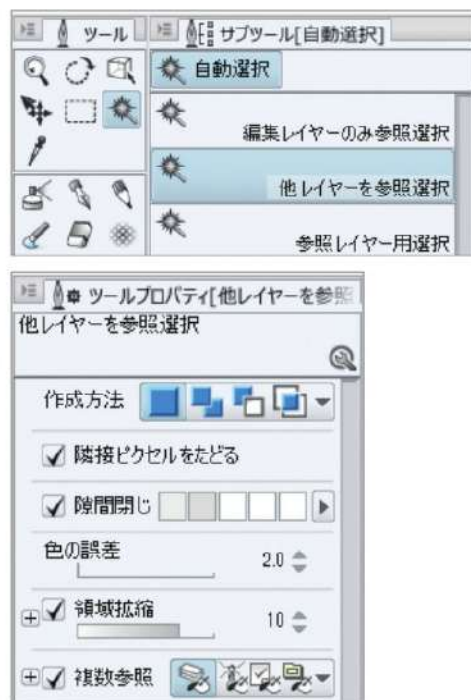 ツール
サブツール[自動選択]
自動選択
編集レイヤーのみ参照選択
他レイヤーを参照選択
参照レイヤー用選択
ツールプロパティ[他レイヤーを参照
他レイヤーを参照選択
作成方法
隣接ピクセルをたどる
隙間閉じ
色の誤差 2.0
領域拡縮 10
複数参照